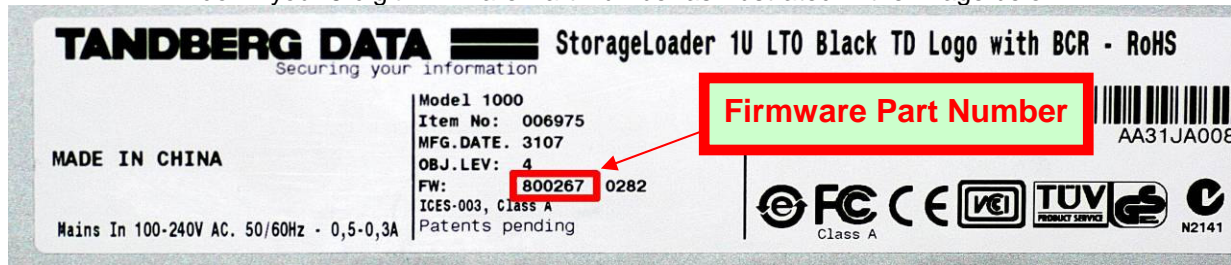 TANDBERG DATA StorageLoader 1U LTO Black TD Logo with BCR - RoHS
Securing your information
Model 1000
Item No: 006975
MFG.DATE. 3107
OBJ.LEV: 4
FW: 800267 0282
ICES-003, Class A
Patents pending
MADE IN CHINA
Mains In 100-240V AC. 50/60Hz - 0,5-0,3A
Firmware Part Number
AA31JA008
FC
Class A
CE
VCI
TÜV
PRODUCT SERVICE
N2141